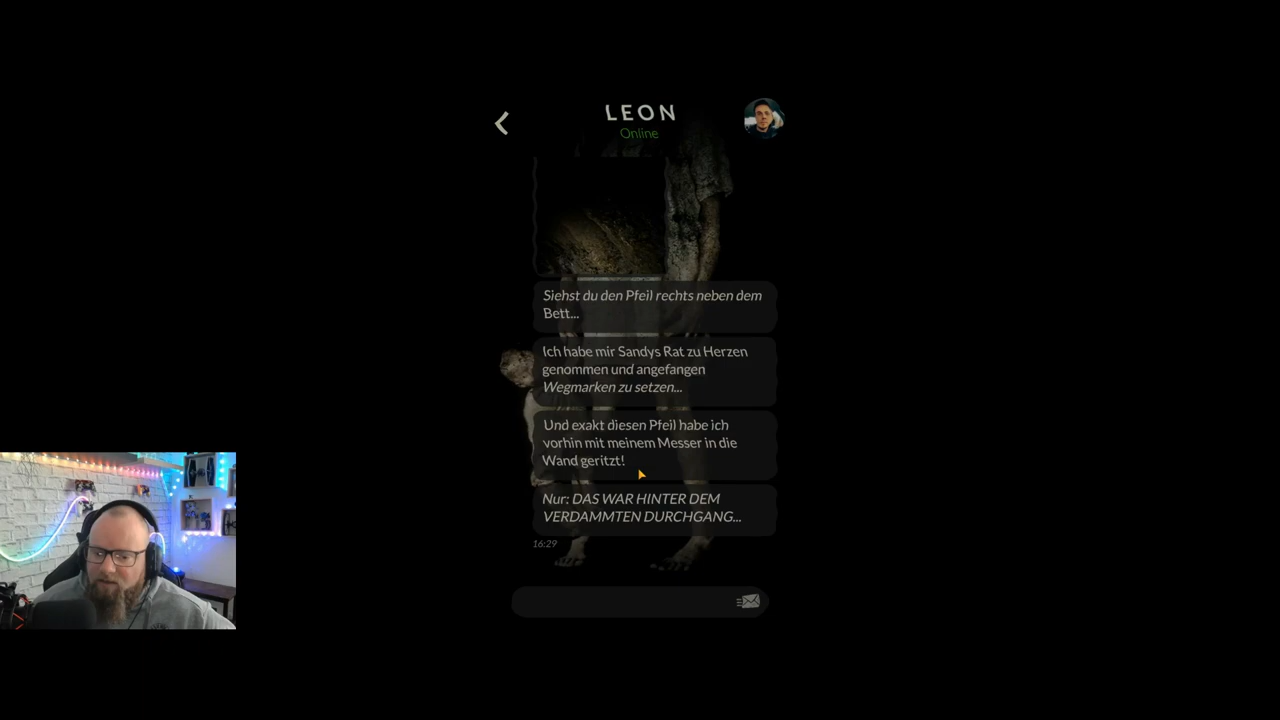 LEON
Online
Siehst du den Pfeil rechts neben dem
Bett...
Ich habe mir Sandys Rat zu Herzen
genommen und angefangen
Wegmarken zu setzen...
Und exakt diesen Pfeil habe ich
vorhin mit meinem Messer in die
Wand geritzt!
Nur: DAS WAR HINTER DEM
VERDAMMTEN DURCHGANG...
16:29